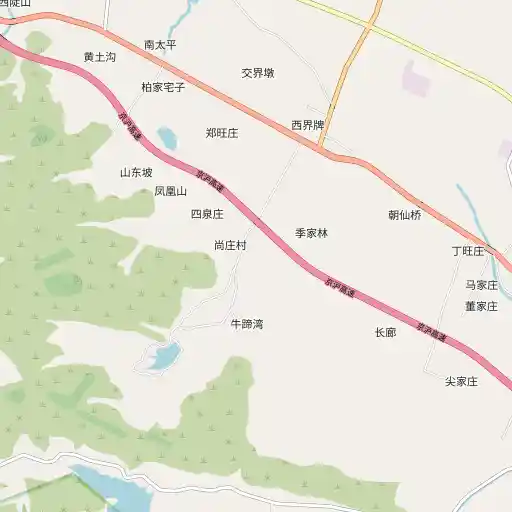 西陡山
南太平
黄土沟
交界墩
柏家宅子
京沪高速
西界牌
郑旺庄
山东坡
京沪高速
凤凰山
四泉庄
朝仙桥
季家林
尚庄村
丁旺庄
京沪高速
马家庄
董家庄
牛蹄湾
长廊
京沪高速
尖家庄